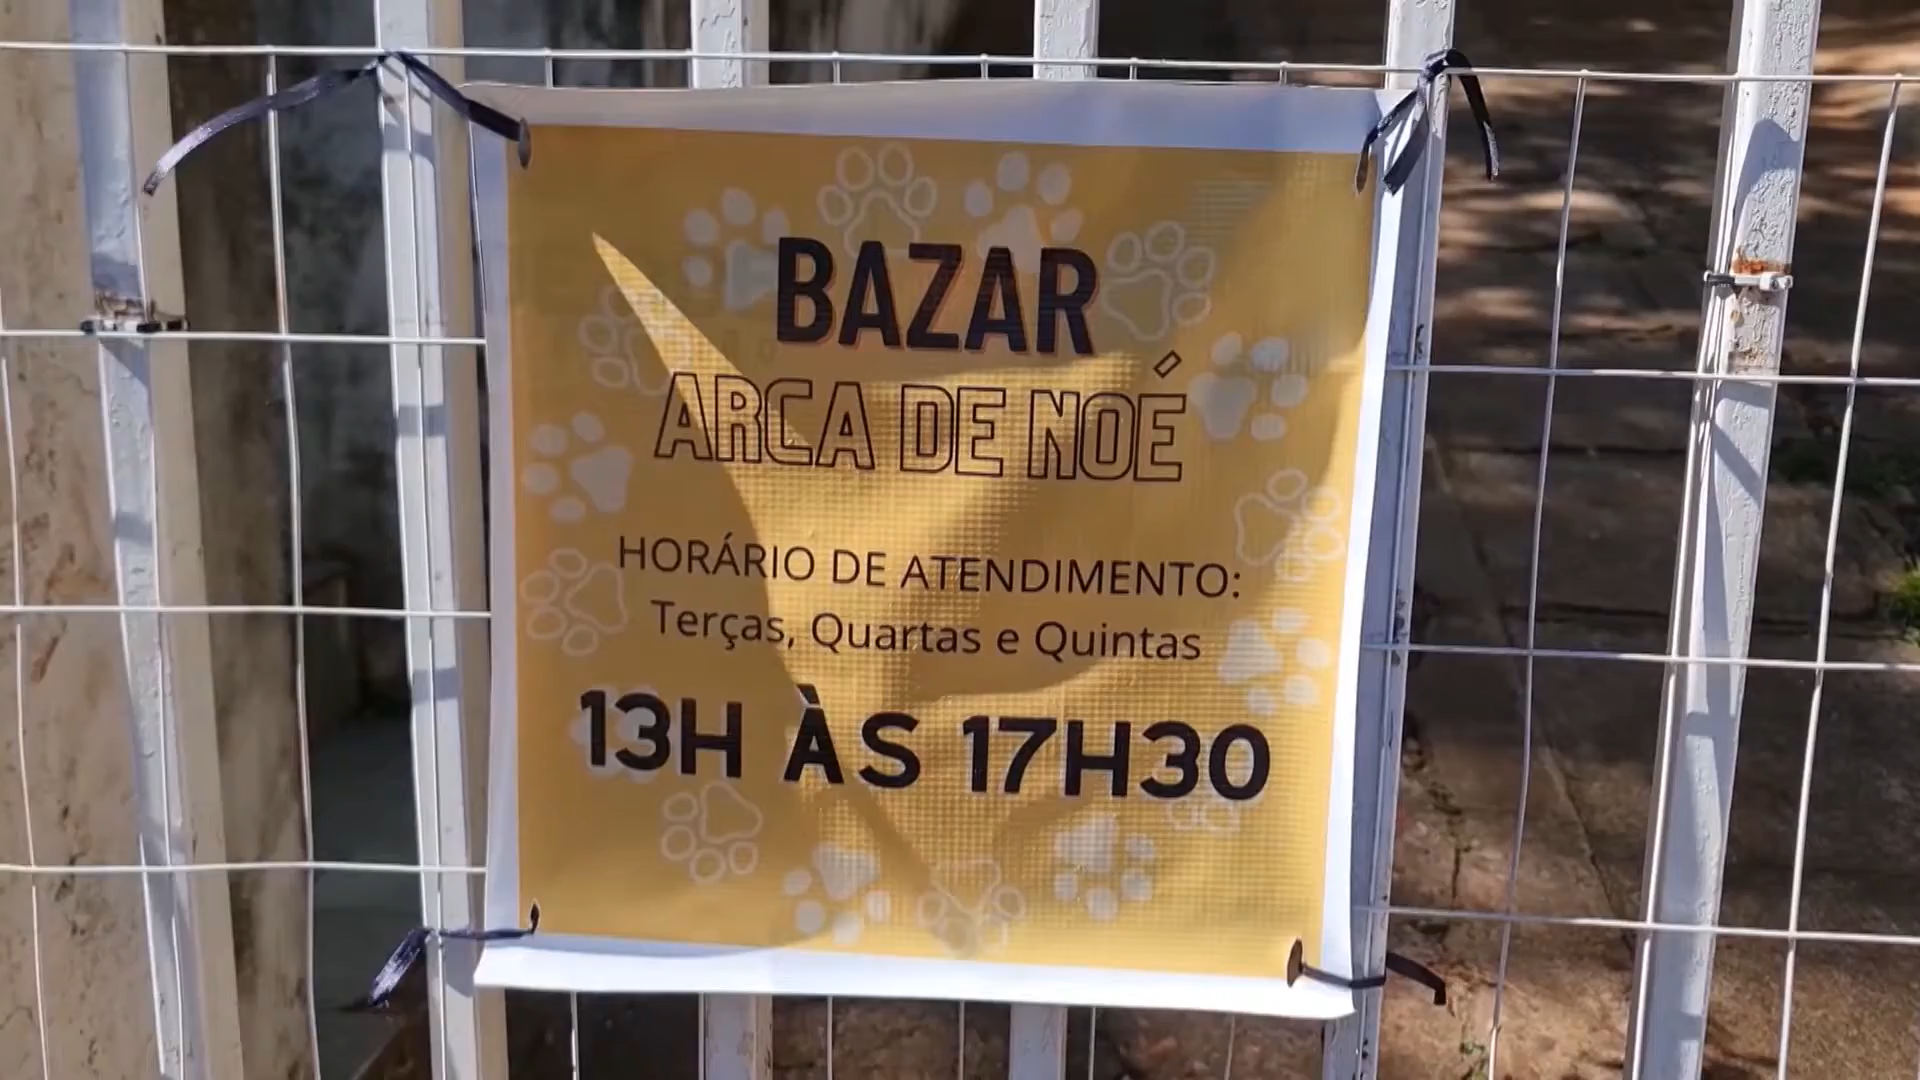 BAZAR
ARCA DE NOÉ
HORÁRIO DE ATENDIMENTO:
Terças, Quartas e Quintas
13H ÀS 17H30